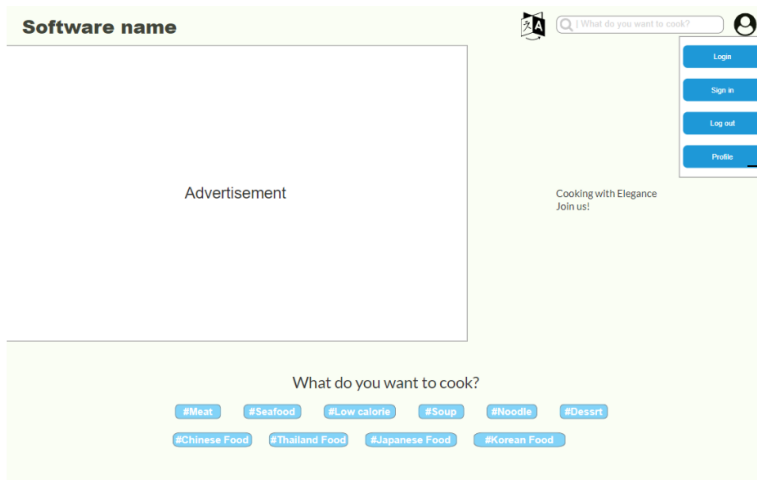 Software name
文A
What do you want to cook?
Login
Sign in
Log out
Profile
Advertisement
Cooking with Elegance
Join us!
What do you want to cook?
#Meat #Seafood #Low calorie #Soup #Noodle #Dessrt
#Chinese Food #Thailand Food #Japanese Food #Korean Food